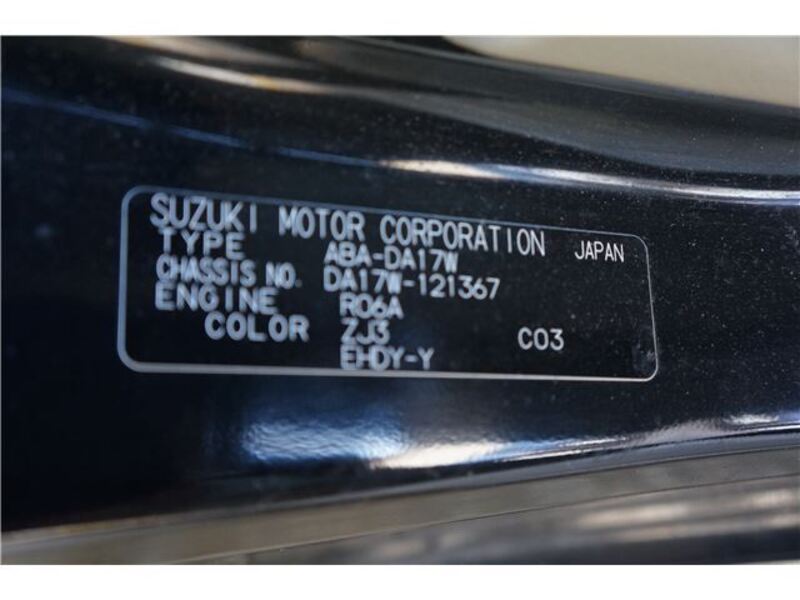 SUZUKI MOTOR CORPORATION JAPAN
TYPE ABA-DA17W
CHASSIS NO. DA17W-121367
ENGINE R06A
COLOR ZJ3 C03
EHDY-Y